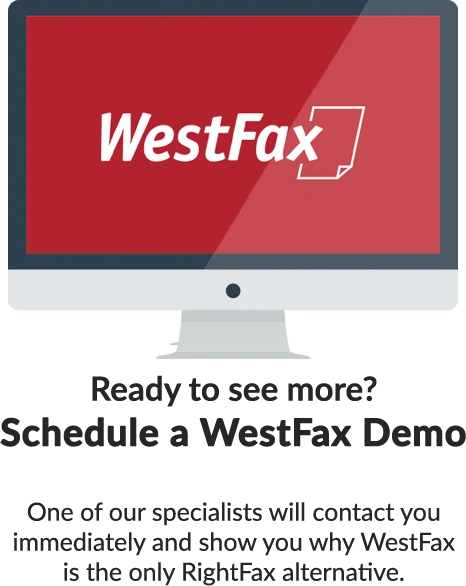 WestFax
Ready to see more?
Schedule a WestFax Demo
One of our specialists will contact you
immediately and show you why WestFax
is the only RightFax alternative.